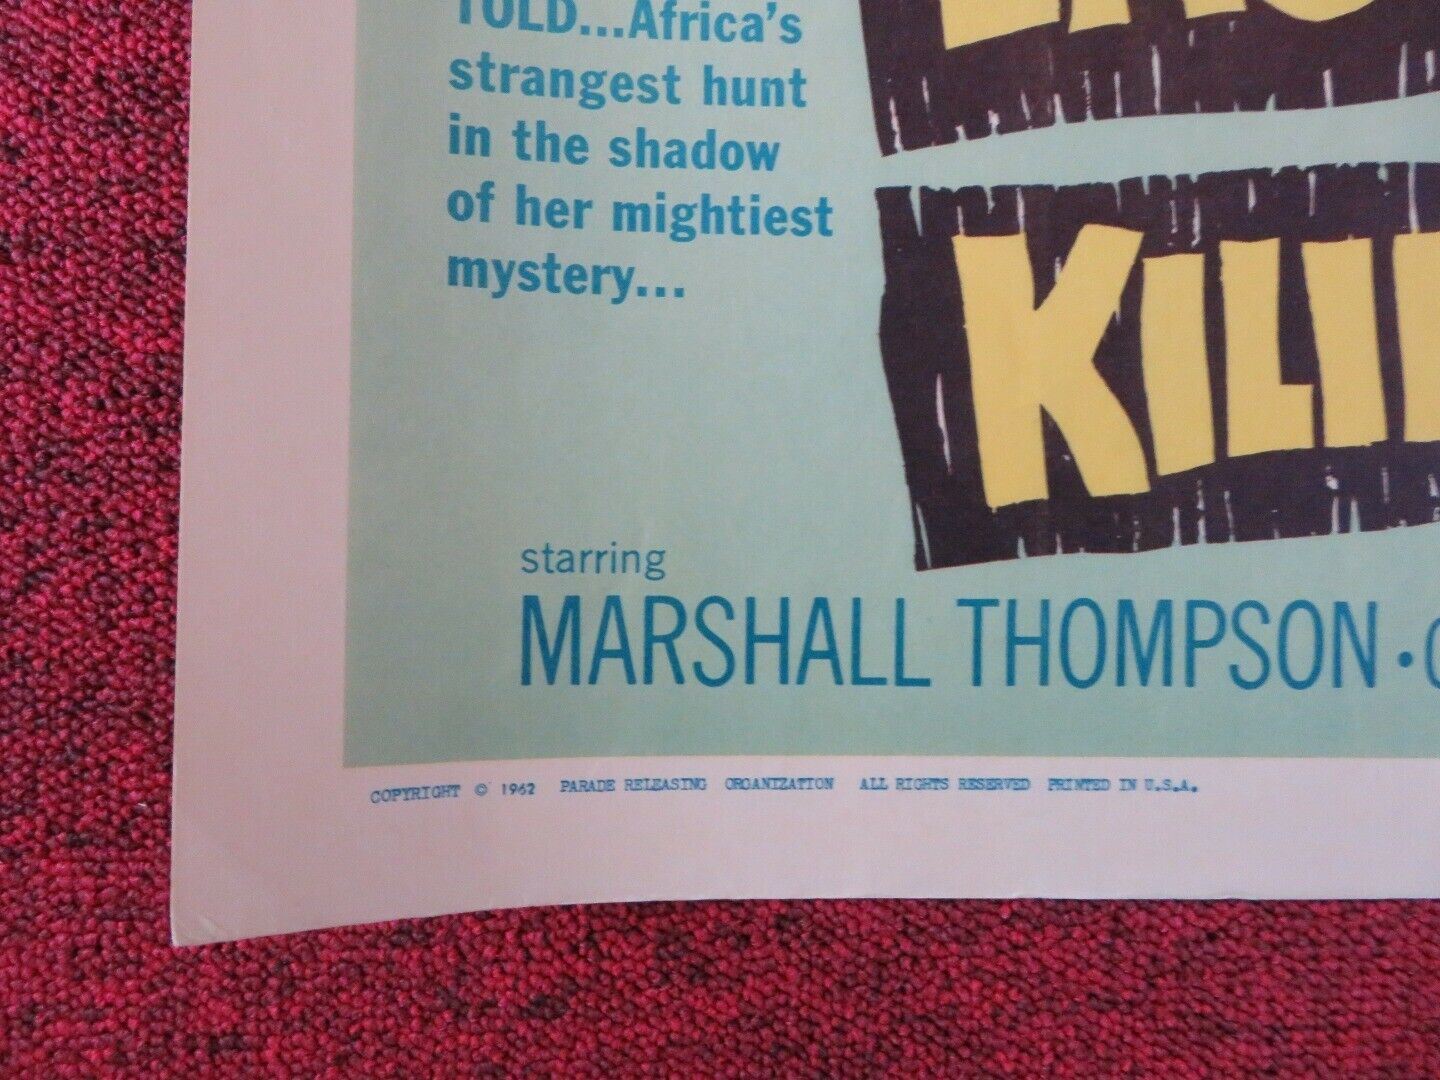 TOLD...Africa's
strangest hunt
in the shadow
of her mightiest
mystery...
KILI
starring
MARSHALL THOMPSON •
COPYRIGHT © 1962 PARADE RELEASING ORGANIZATION ALL RIGHTS RESERVED PRINTED IN U.S.A.